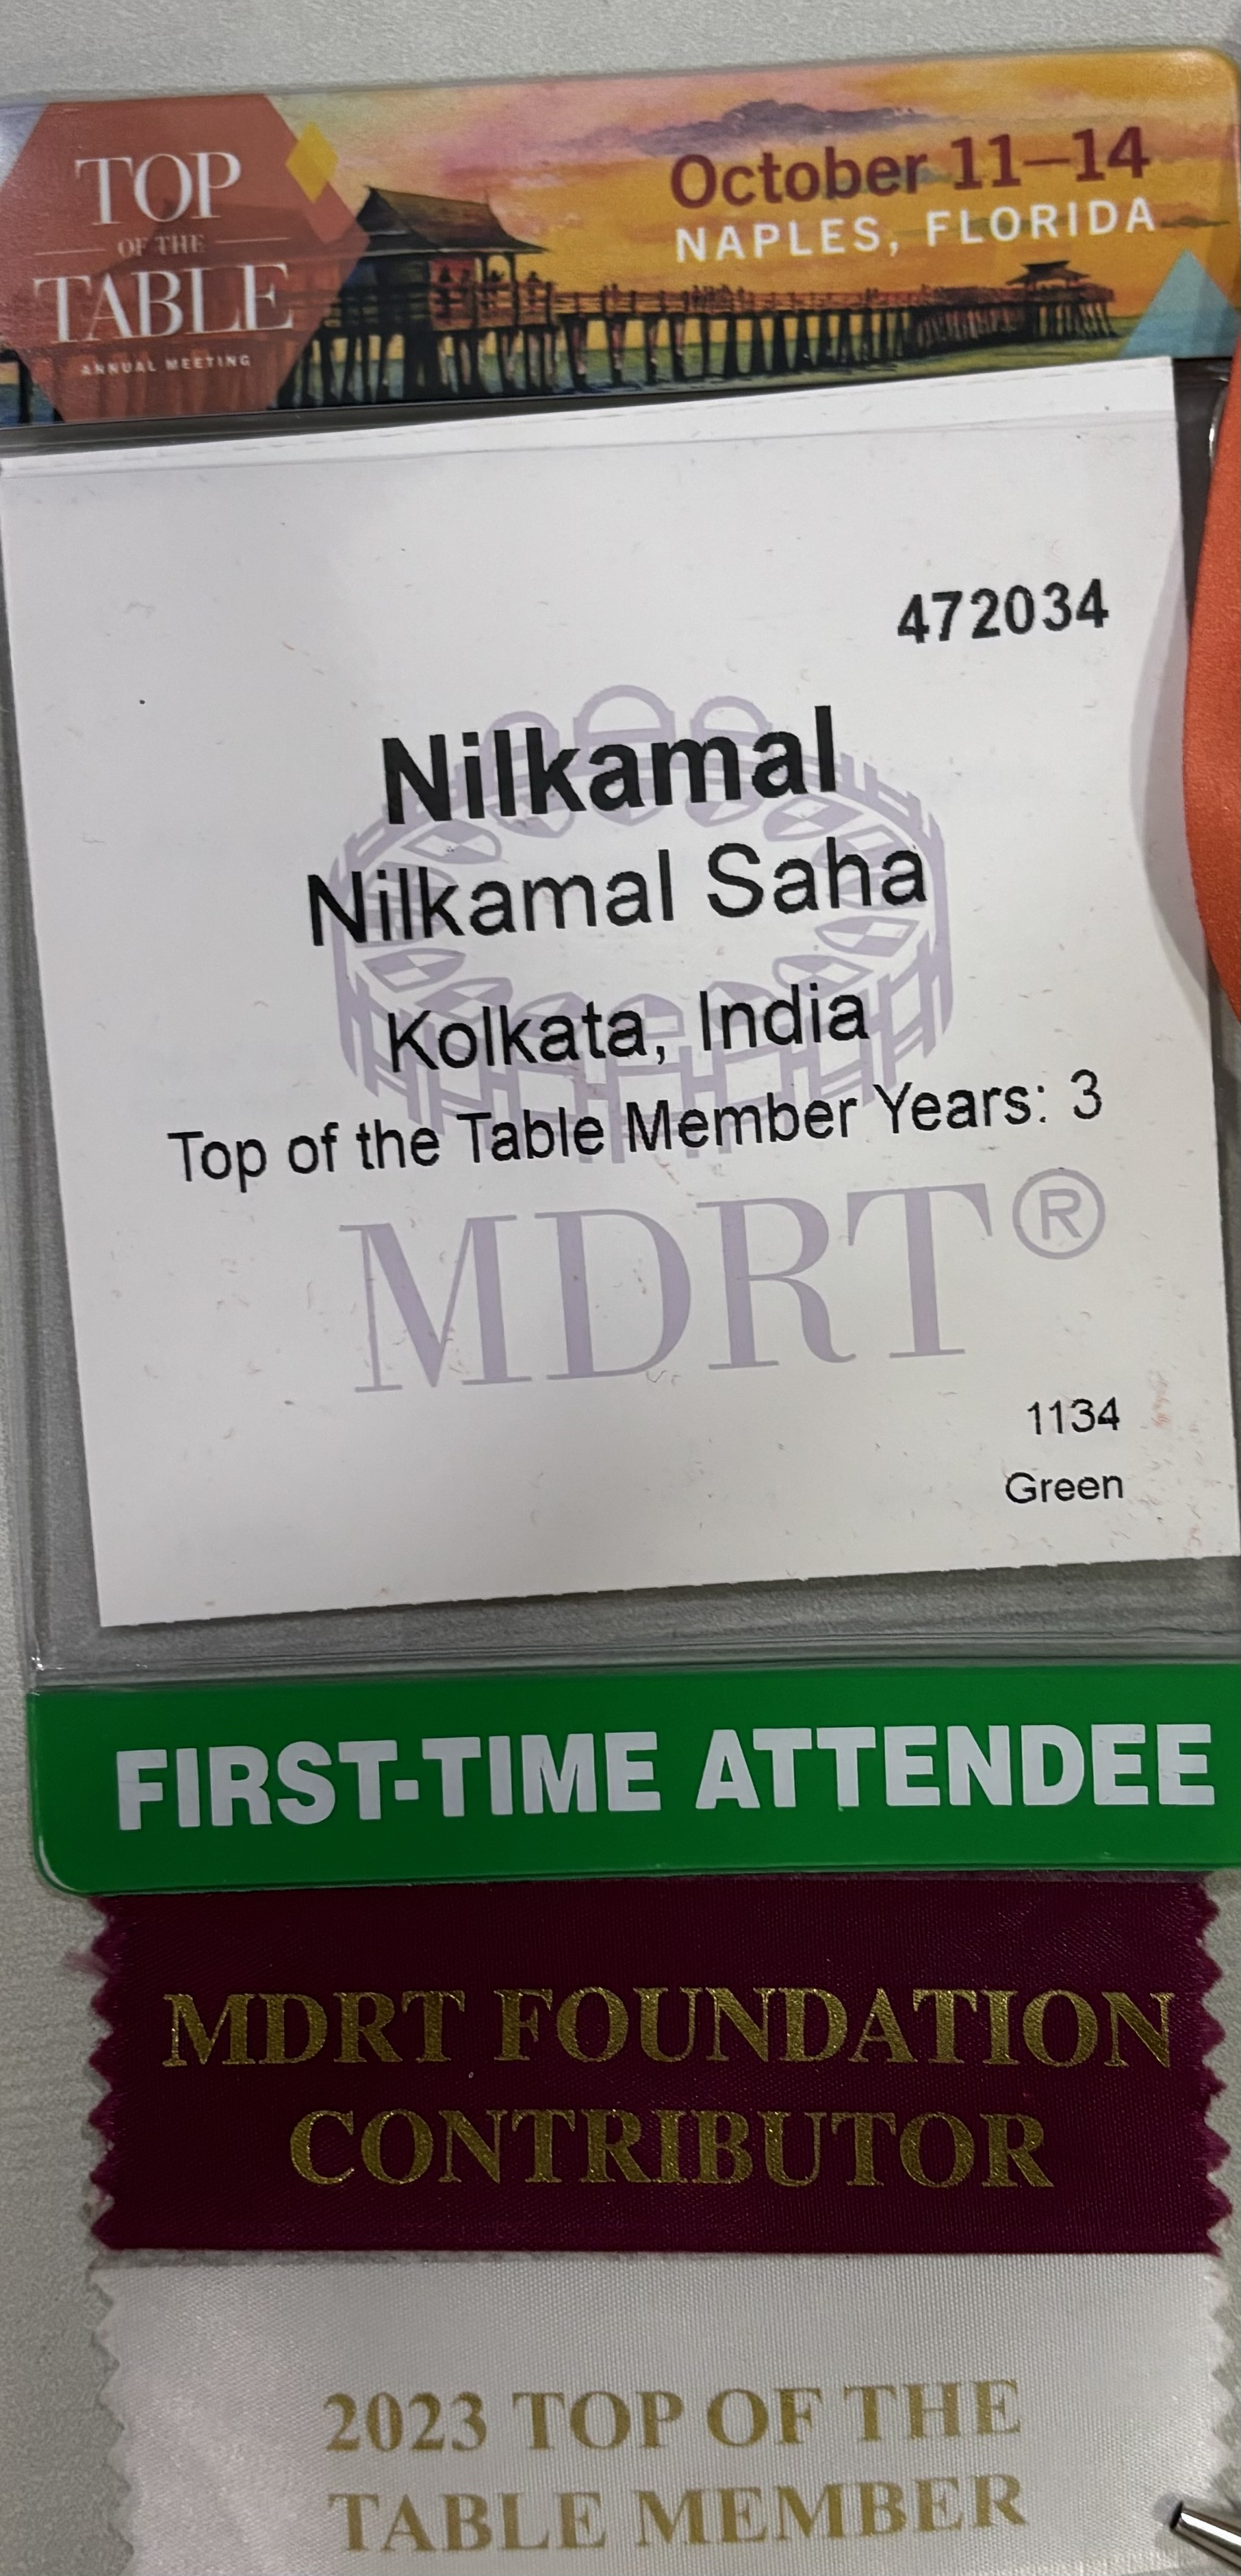 TOP
OF THE
TABLE
ANNUAL MEETING
October 11–14
NAPLES, FLORIDA
472034
Nilkamal
Nilkamal Saha
Kolkata, India
Top of the Table Member Years: 3
MDRT®
1134
Green
FIRST-TIME ATTENDEE
MDRT FOUNDATION
CONTRIBUTOR
2023 TOP OF THE
TABLE MEMBER